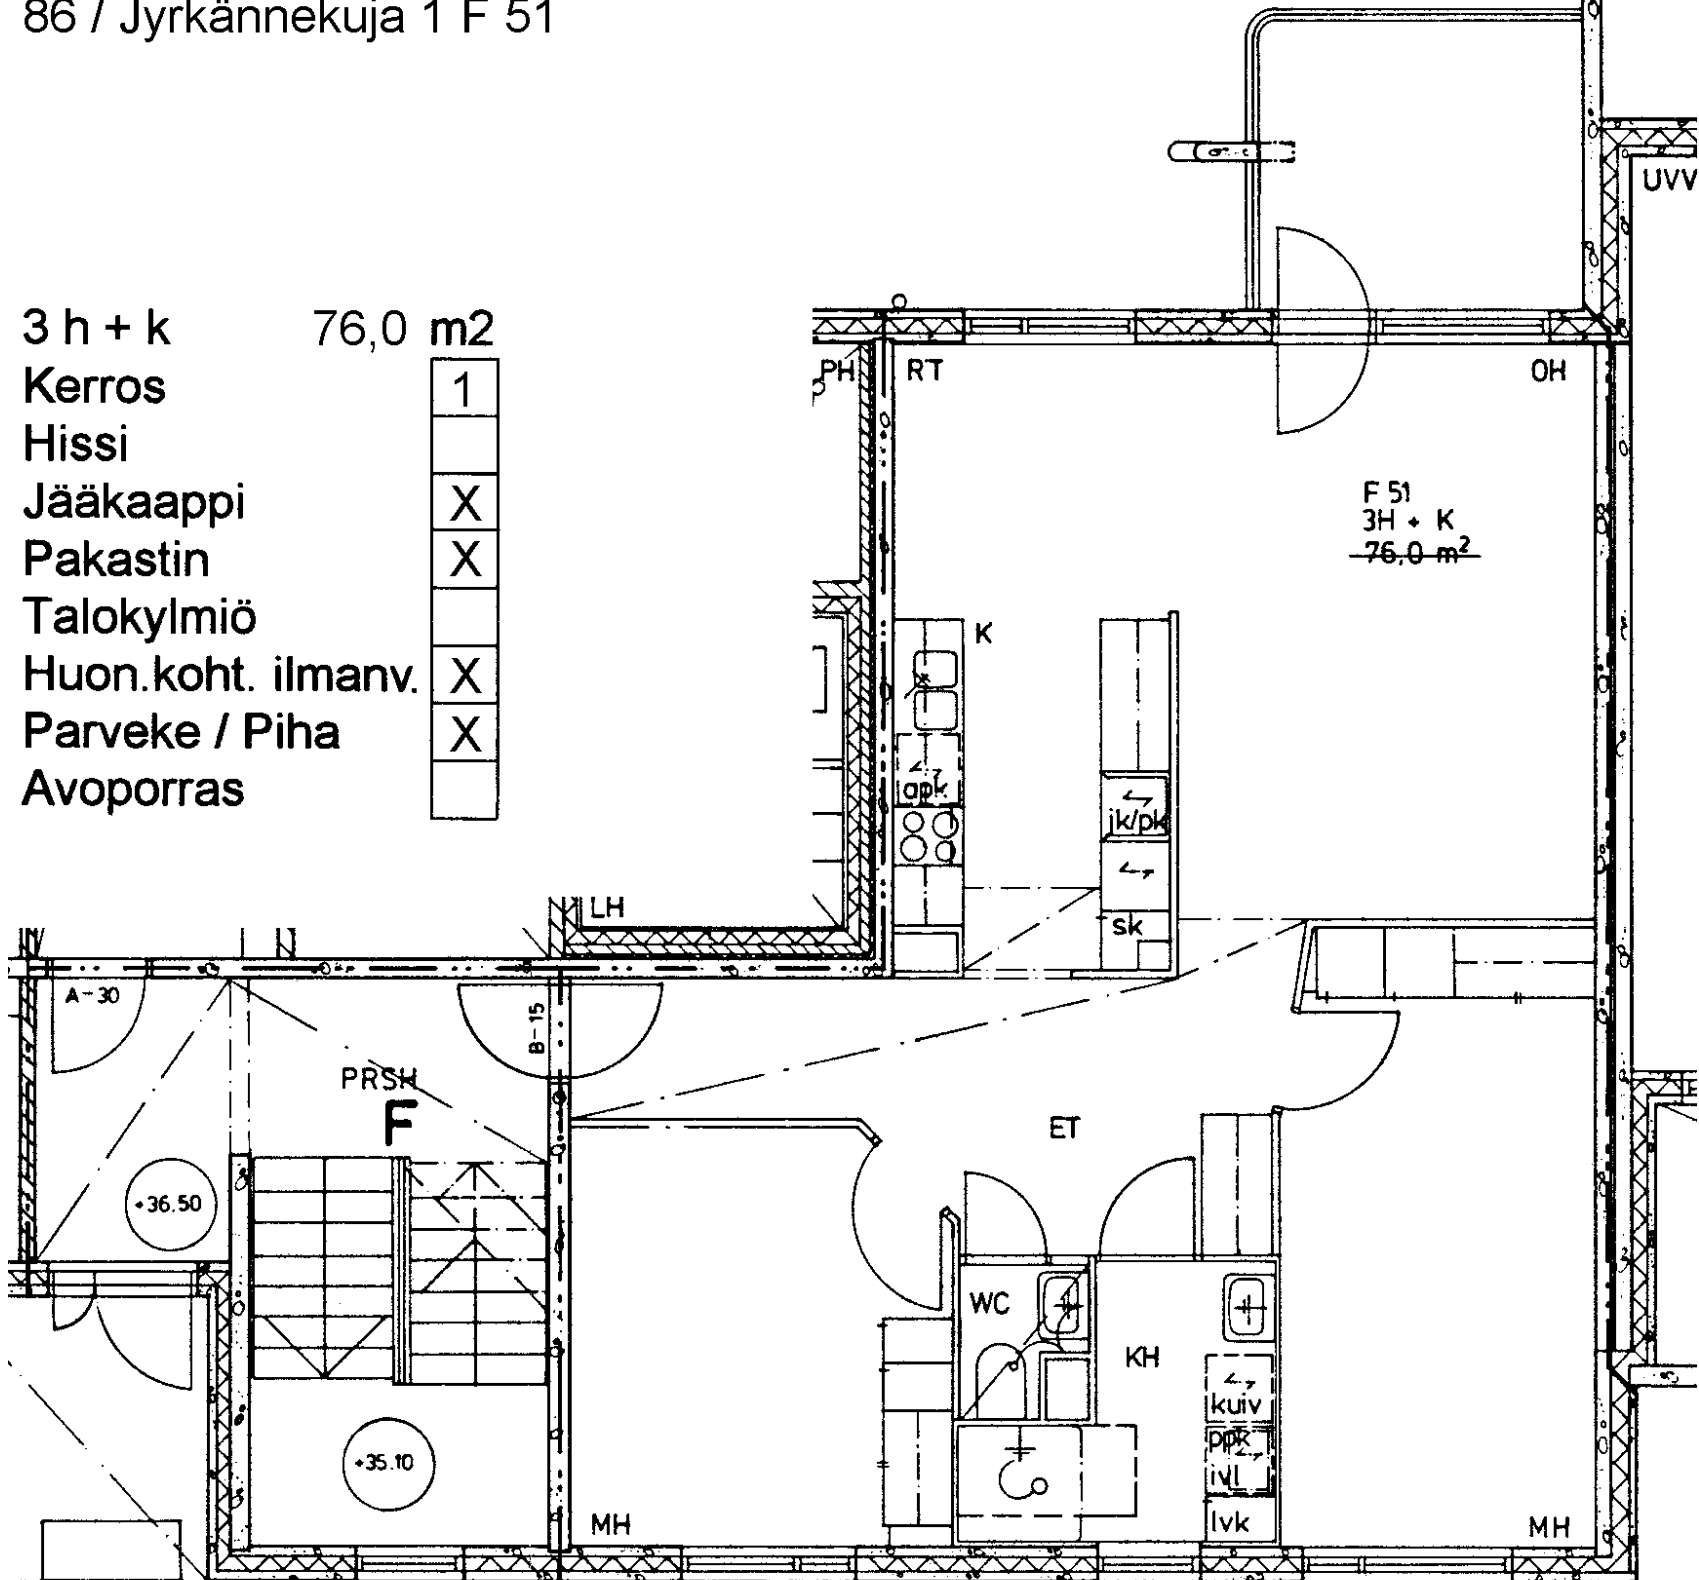 86 / Jyrkännekuja 1 F 51
3 h + k 76,0 m2
Kerros 1
Hissi
Jääkaappi X
Pakastin X
Talokylmiö
Huon.koht. ilmanv. X
Parveke / Piha X
Avoporras
UVV
PH
RT
OH
F 51
3H + K
76,0 m²
K
apk
jk/pk
sk
LH
A-30
B-15
PRSH
F
ET
+36.50
WC
KH
kuiv
ppk
ivl
lvk
+35.10
MH
MH